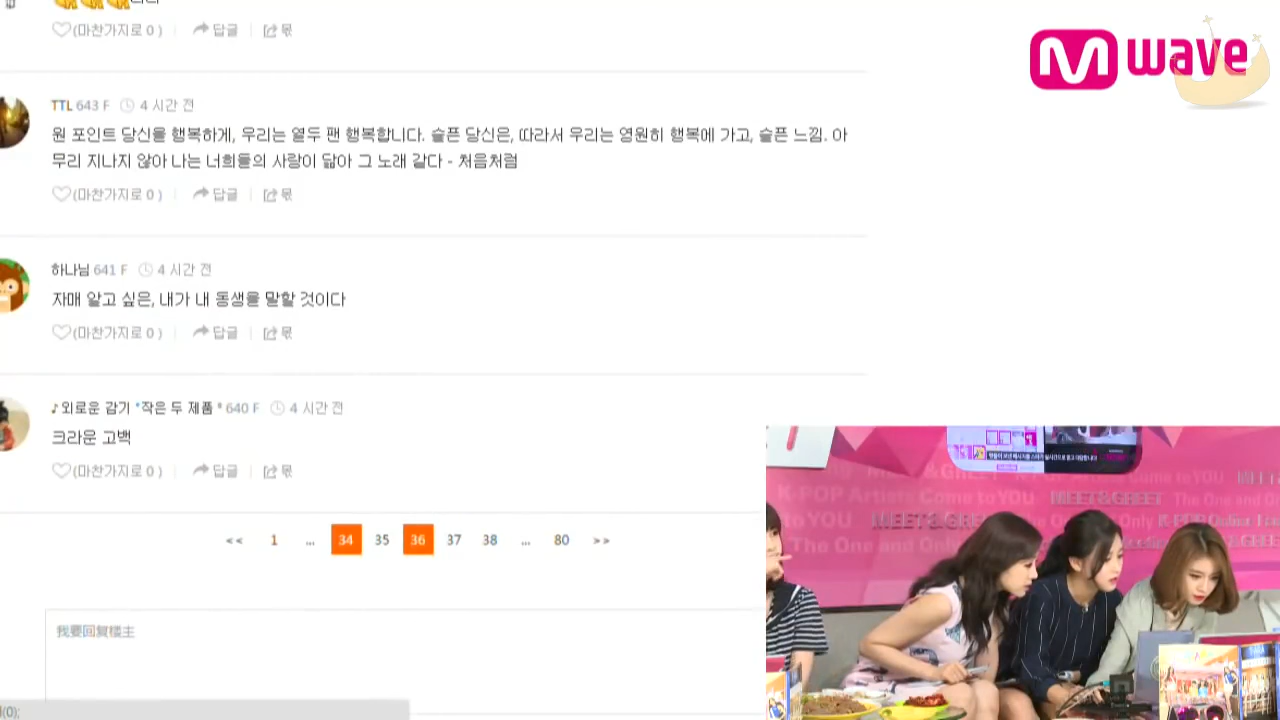 (마찬가지로 0 )
답글
몫
M wave
TTL 643 F 4 시간 전
원 포인트 당신을 행복하게, 우리는 열두 팬 행복합니다. 슬픈 당신은, 따라서 우리는 영원히 행복에 가고, 슬픈 느낌. 아
무리 지나지 않아 나는 너희들의 사랑이 닮아 그 노래 같다 - 처음처럼
(마찬가지로 0 )
답글
몫
하나님 641 F 4 시간 전
자매 알고 싶은, 내가 내 동생을 말할 것이다
(마찬가지로 0 )
답글
몫
♪외로운 감기 "작은 두 제품 " 640 F 4 시간 전
크라운 고백
(마찬가지로 0 )
답글
몫
<< 1 ... 34 35 36 37 38 ... 80 >>
我要回复楼主
(0);
K-POP Artists Come to YOU
MEET&GREET
The One and Only